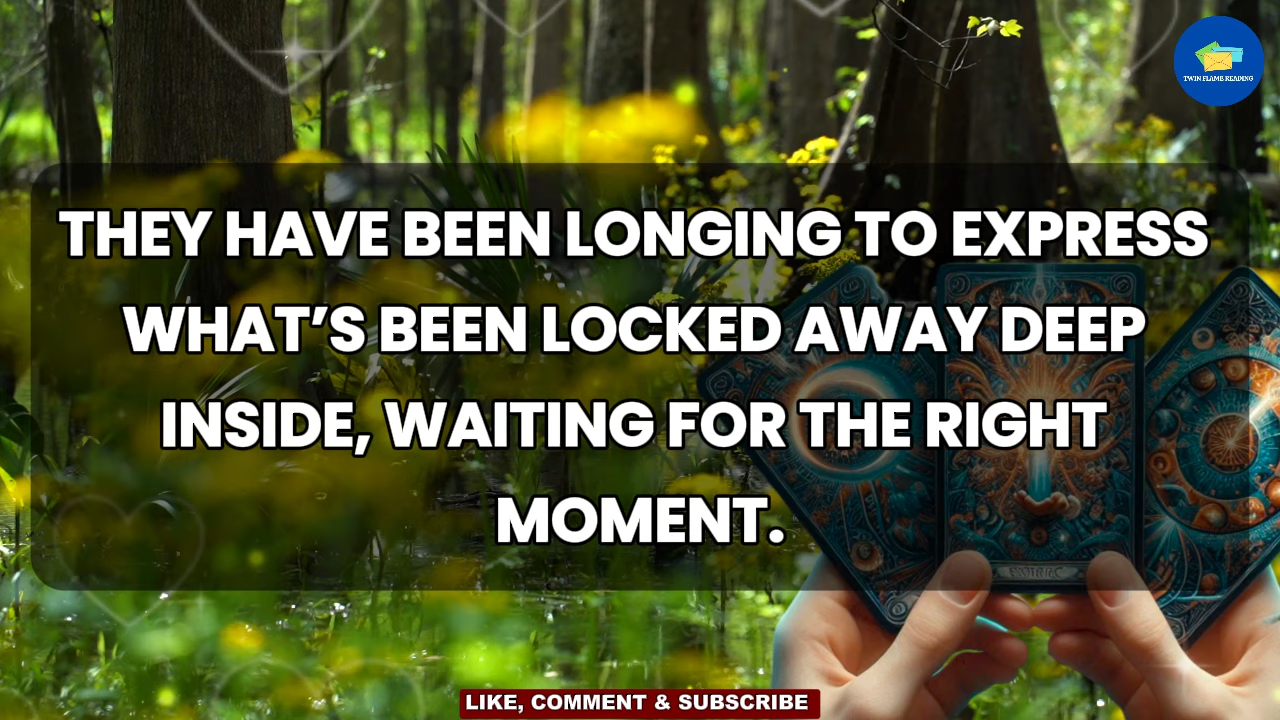 TWIN FLAME READING
THEY HAVE BEEN LONGING TO EXPRESS
WHAT’S BEEN LOCKED AWAY DEEP
INSIDE, WAITING FOR THE RIGHT
MOMENT.
LIKE, COMMENT & SUBSCRIBE